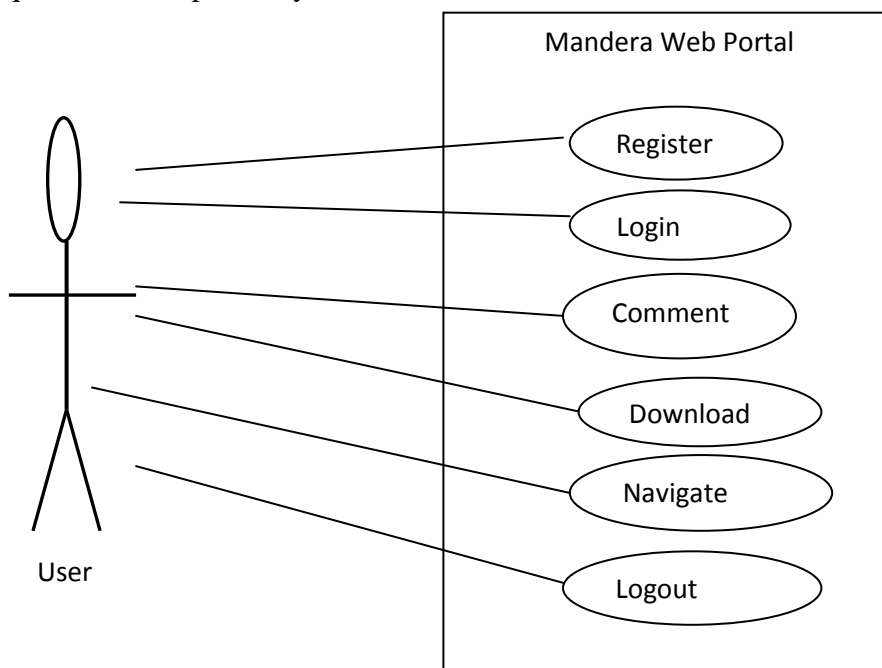 Mandera Web Portal
Register
Login
Comment
Download
Navigate
Logout
User